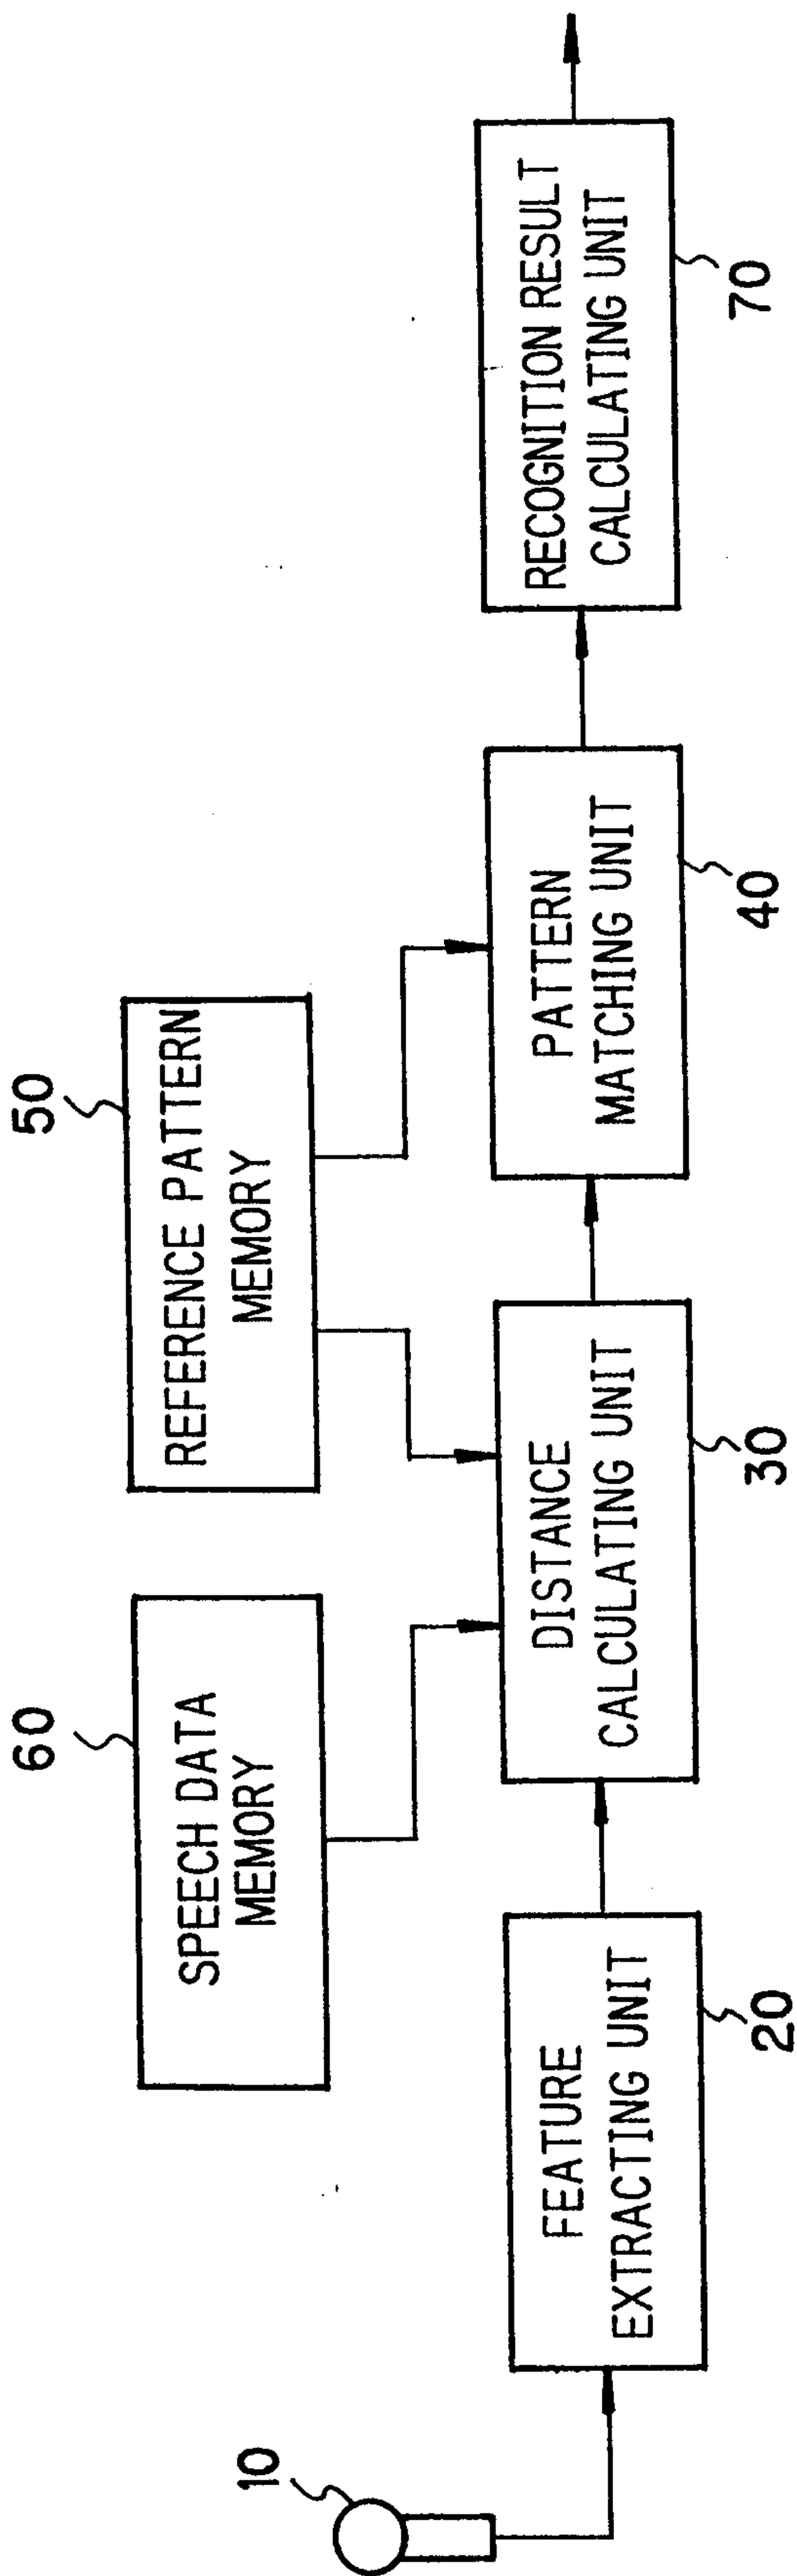 10
FEATURE
EXTRACTING UNIT
20
60
SPEECH DATA
MEMORY
DISTANCE
CALCULATING UNIT
30
50
REFERENCE PATTERN
MEMORY
PATTERN
MATCHING UNIT
40
RECOGNITION RESULT
CALCULATING UNIT
70